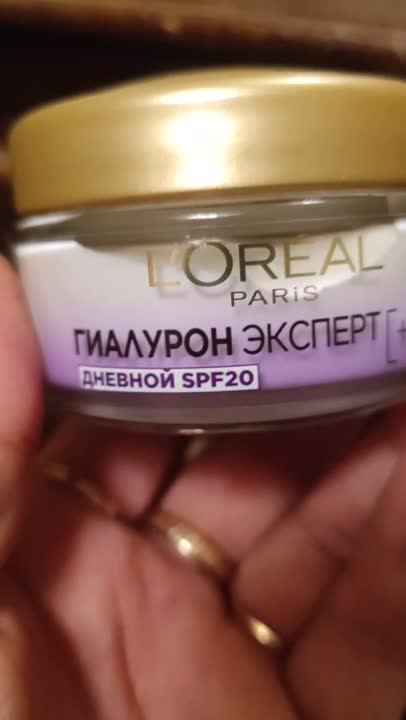 L'ORÉAL
PARiS
ГИАЛУРОН ЭКСПЕРТ [+
ДНЕВНОЙ SPF20